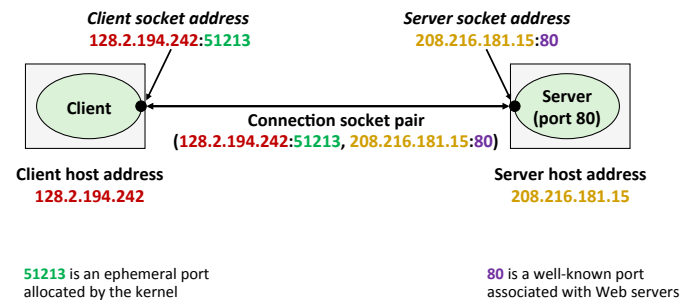 Client socket address
128.2.194.242:51213
Server socket address
208.216.181.15:80
Client
Server
(port 80)
Connection socket pair
(128.2.194.242:51213, 208.216.181.15:80)
Client host address
128.2.194.242
Server host address
208.216.181.15
51213 is an ephemeral port
allocated by the kernel
80 is a well-known port
associated with Web servers